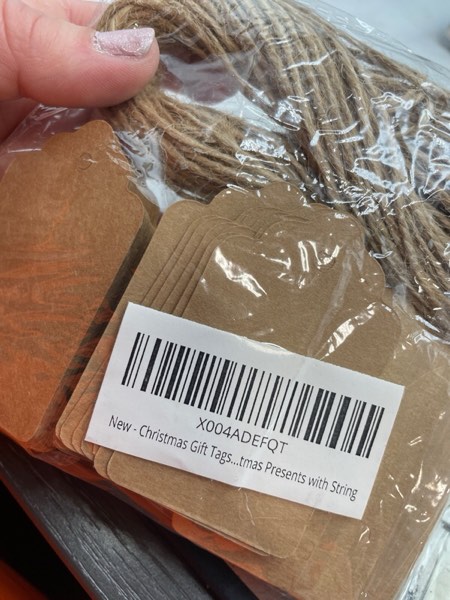 X004ADEFQT
New - Christmas Gift Tags...tmas Presents with String